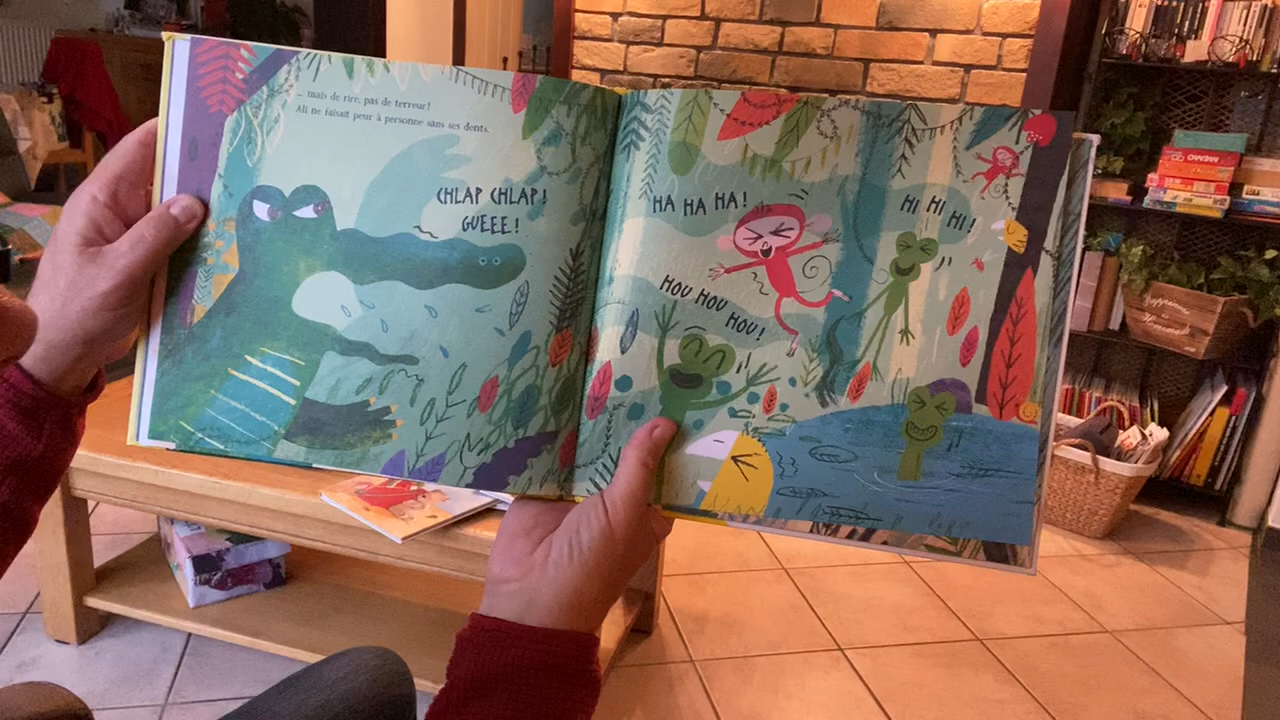 ... mais de rire, pas de terreur!
Ali ne faisait peur à personne sans ses dents.
CHLAP CHLAP!
GUEEE!
HA HA HA!
HI HI HI!
HOU HOU
HOU!
MEMO